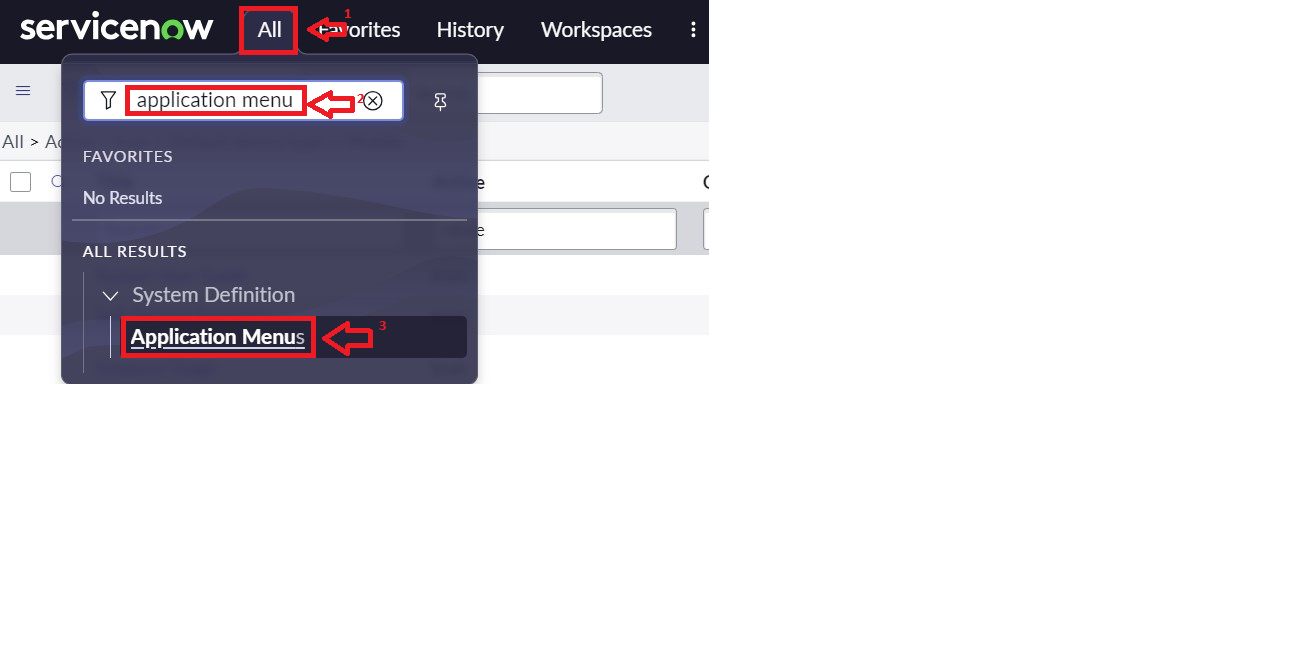 servicenow All Favorites History Workspaces
1
application menu
2
All >
FAVORITES
No Results
ALL RESULTS
System Definition
Application Menus
3